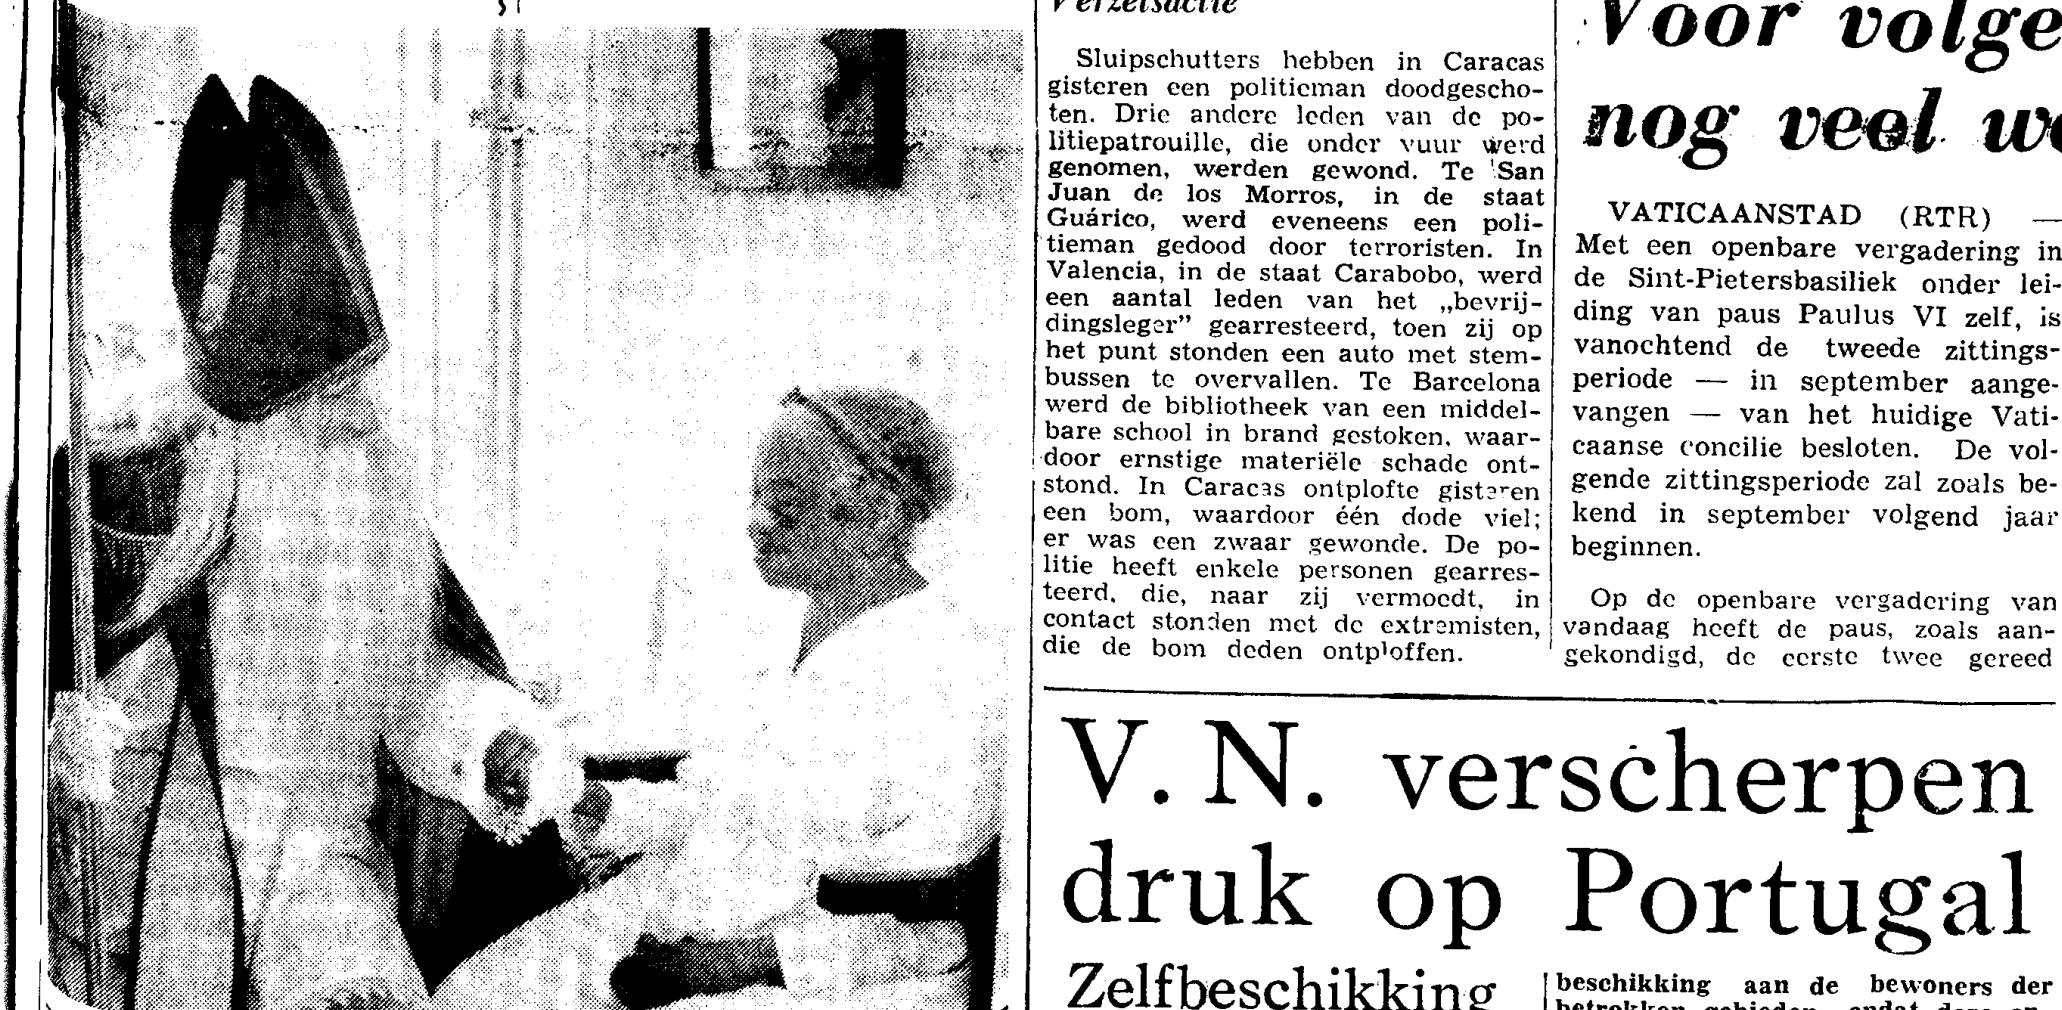 Verzetsactie
Sluipschutters hebben in Caracas
gisteren een politieman doodgescho-
ten. Drie andere leden van de po-
litiepatrouille, die onder vuur werd
genomen, werden gewond. Te San
Juan de los Morros, in de staat
Guárico, werd eveneens een poli-
tieman gedood door terroristen. In
Valencia, in de staat Carabobo, werd
een aantal leden van het „bevrij-
dingsleger” gearresteerd, toen zij op
het punt stonden een auto met stem-
bussen te overvallen. Te Barcelona
werd de bibliotheek van een middel-
bare school in brand gestoken, waar-
door ernstige materiële schade ont-
stond. In Caracas ontplofte gisteren
een bom, waardoor één dode viel;
er was een zwaar gewonde. De po-
litie heeft enkele personen gearres-
teerd, die, naar zij vermoedt, in
contact stonden met de extremisten,
die de bom deden ontploffen.
Voor volge
nog veel we
VATICAANSTAD (RTR) —
Met een openbare vergadering in
de Sint-Pietersbasiliek onder lei-
ding van paus Paulus VI zelf, is
vanochtend de tweede zittings-
periode — in september aange-
vangen — van het huidige Vati-
caanse concilie besloten. De vol-
gende zittingsperiode zal zoals be-
kend in september volgend jaar
beginnen.
Op de openbare vergadering van
vandaag heeft de paus, zoals aan-
gekondigd, de eerste twee gereed
V.N. verscherpen
druk op Portugal
Zelfbeschikking
beschikking aan de bewoners der
betrokken gebieden, opdat deze